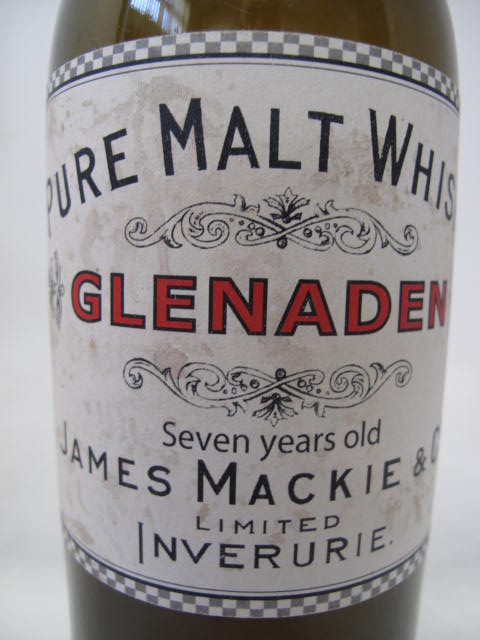 PURE MALT WHIS
GLENADEN
Seven years old
JAMES MACKIE & C
LIMITED
INVERURIE.